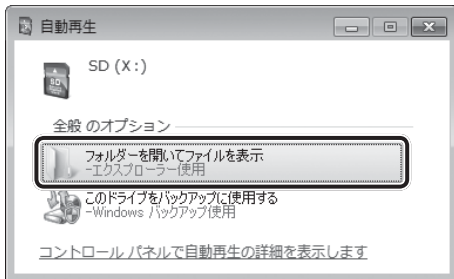 自動再生
SD (X:)
SD
全般 のオプション
フォルダーを開いてファイルを表示
-エクスプローラー使用
このドライブをバックアップに使用する
-Windows バックアップ使用
コントロール パネルで自動再生の詳細を表示します